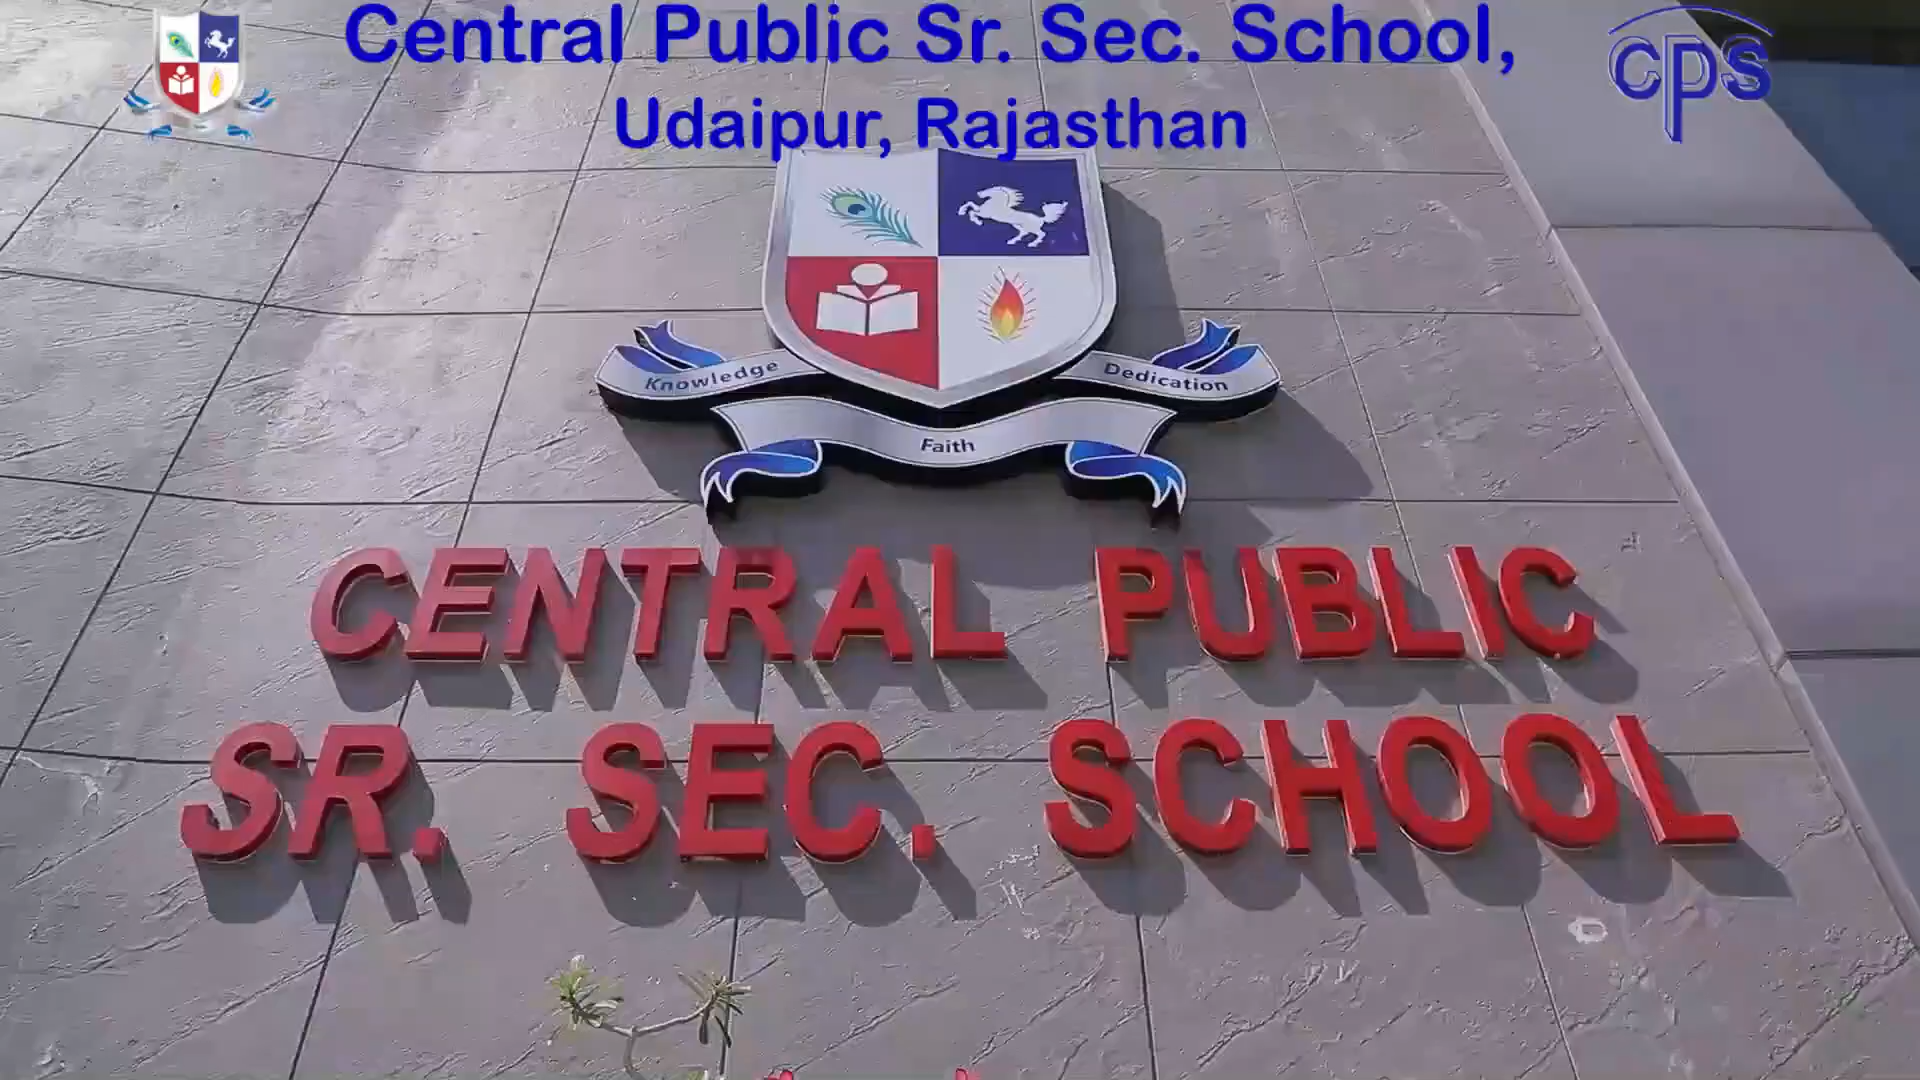 Central Public Sr. Sec. School,
Udaipur, Rajasthan
cps
Knowledge
Dedication
Faith
CENTRAL PUBLIC
SR. SEC. SCHOOL